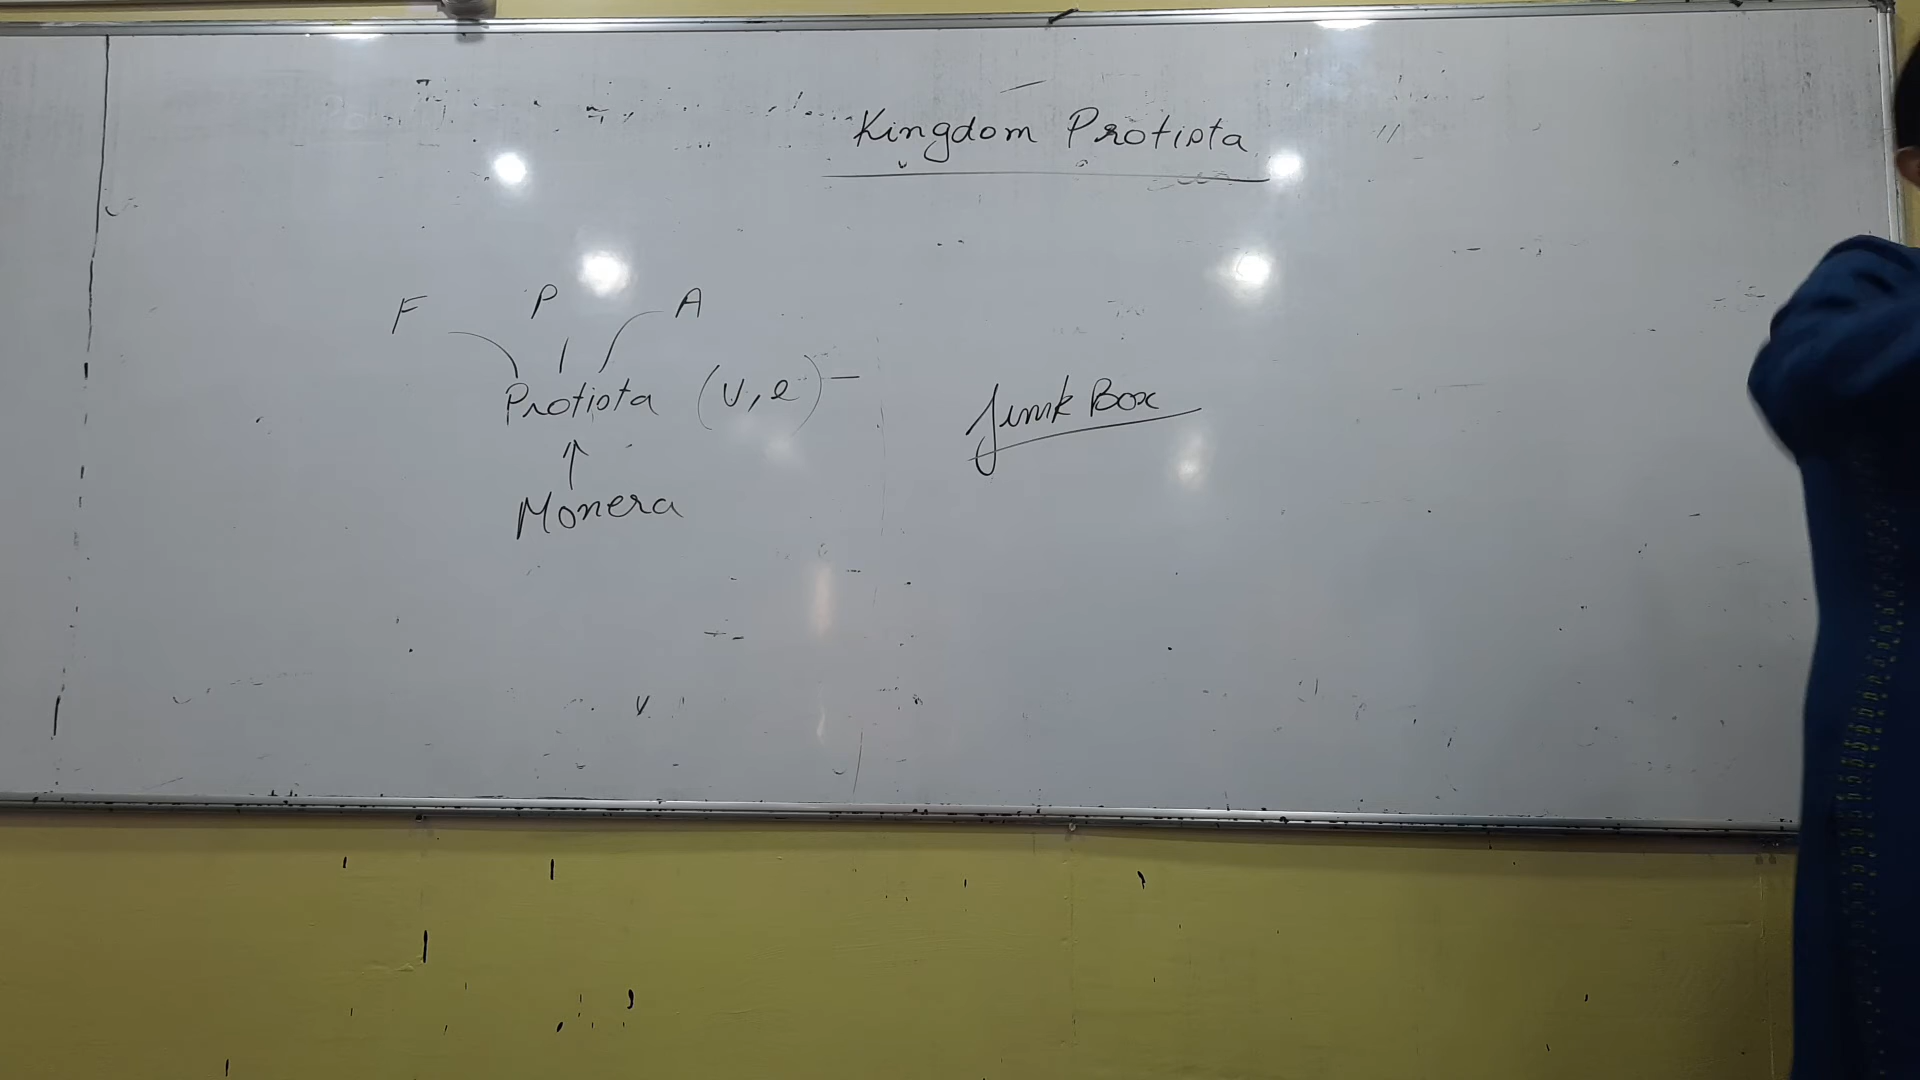 Kingdom Protista
F P A
Protista (U, e)
↑
Monera
Junk Box